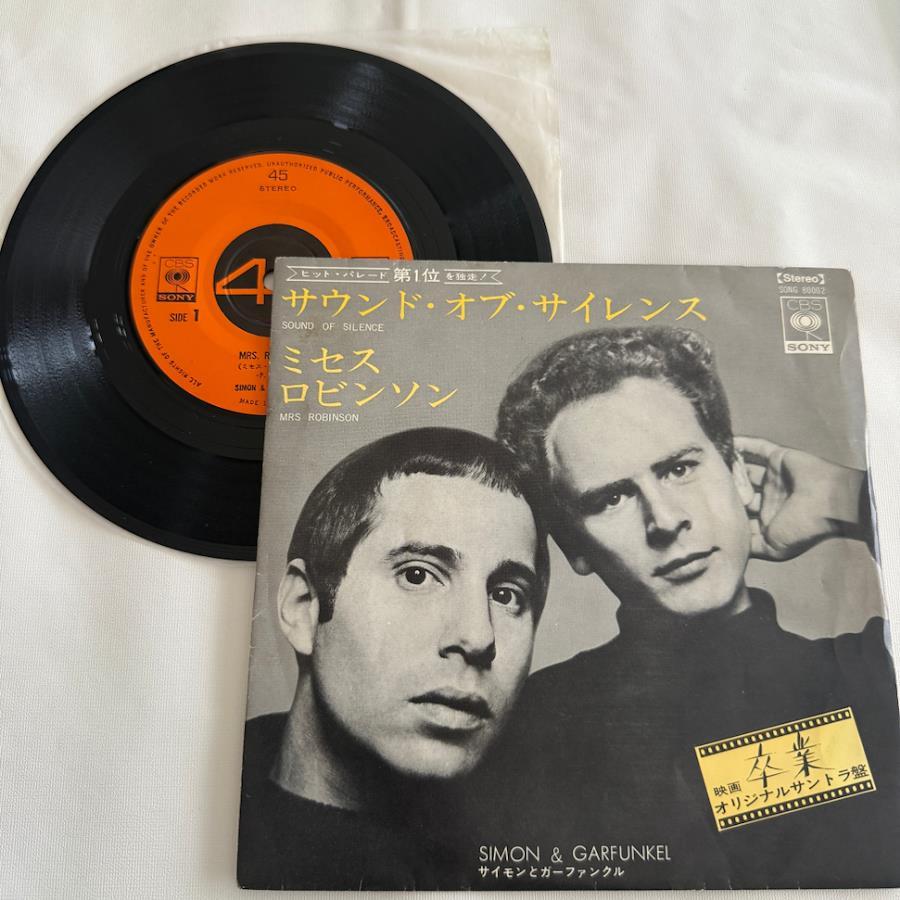 ALL RIGHTS OF THE MANUFACTURER AND OF THE OWNER OF THE RECORDED WORK RESERVED. UNAUTHORIZED PUBLIC PERFORMANCE, BROADCASTING
45
STEREO
CBS
SONY
SIDE 1
MRS. R
SIMON &
ヒット・パレード 第1位 を独走!
サウンド・オブ・サイレンス
SOUND OF SILENCE
ミセス
ロビンソン
MRS ROBINSON
Stereo
SONG 80002
CBS
SONY
映画 卒業
オリジナルサントラ盤
SIMON & GARFUNKEL
サイモンとガーファンクル